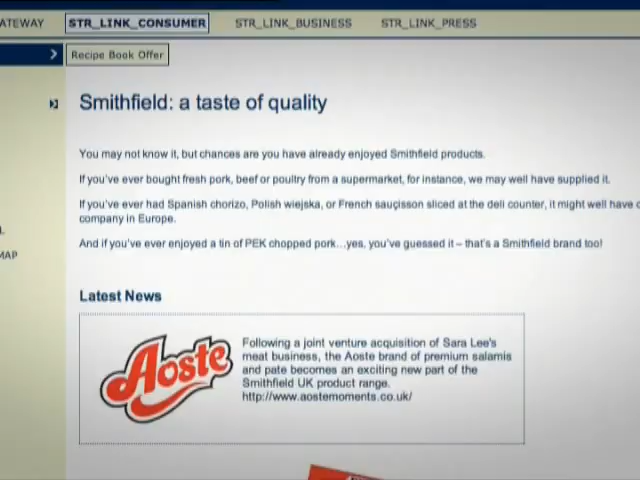 ATEWAY STR_LINK_CONSUMER STR_LINK_BUSINESS STR_LINK_PRESS
Recipe Book Offer
Smithfield: a taste of quality
You may not know it, but chances are you have already enjoyed Smithfield products.
If you've ever bought fresh pork, beef or poultry from a supermarket, for instance, we may well have supplied it.
If you've ever had Spanish chorizo, Polish wiejska, or French sauçisson sliced at the deli counter, it might well have c
company in Europe.
And if you've ever enjoyed a tin of PEK chopped pork...yes, you've guessed it – that's a Smithfield brand too!
MAP
Latest News
Aoste
Following a joint venture acquisition of Sara Lee's
meat business, the Aoste brand of premium salamis
and pate becomes an exciting new part of the
Smithfield UK product range.
http://www.aostemoments.co.uk/